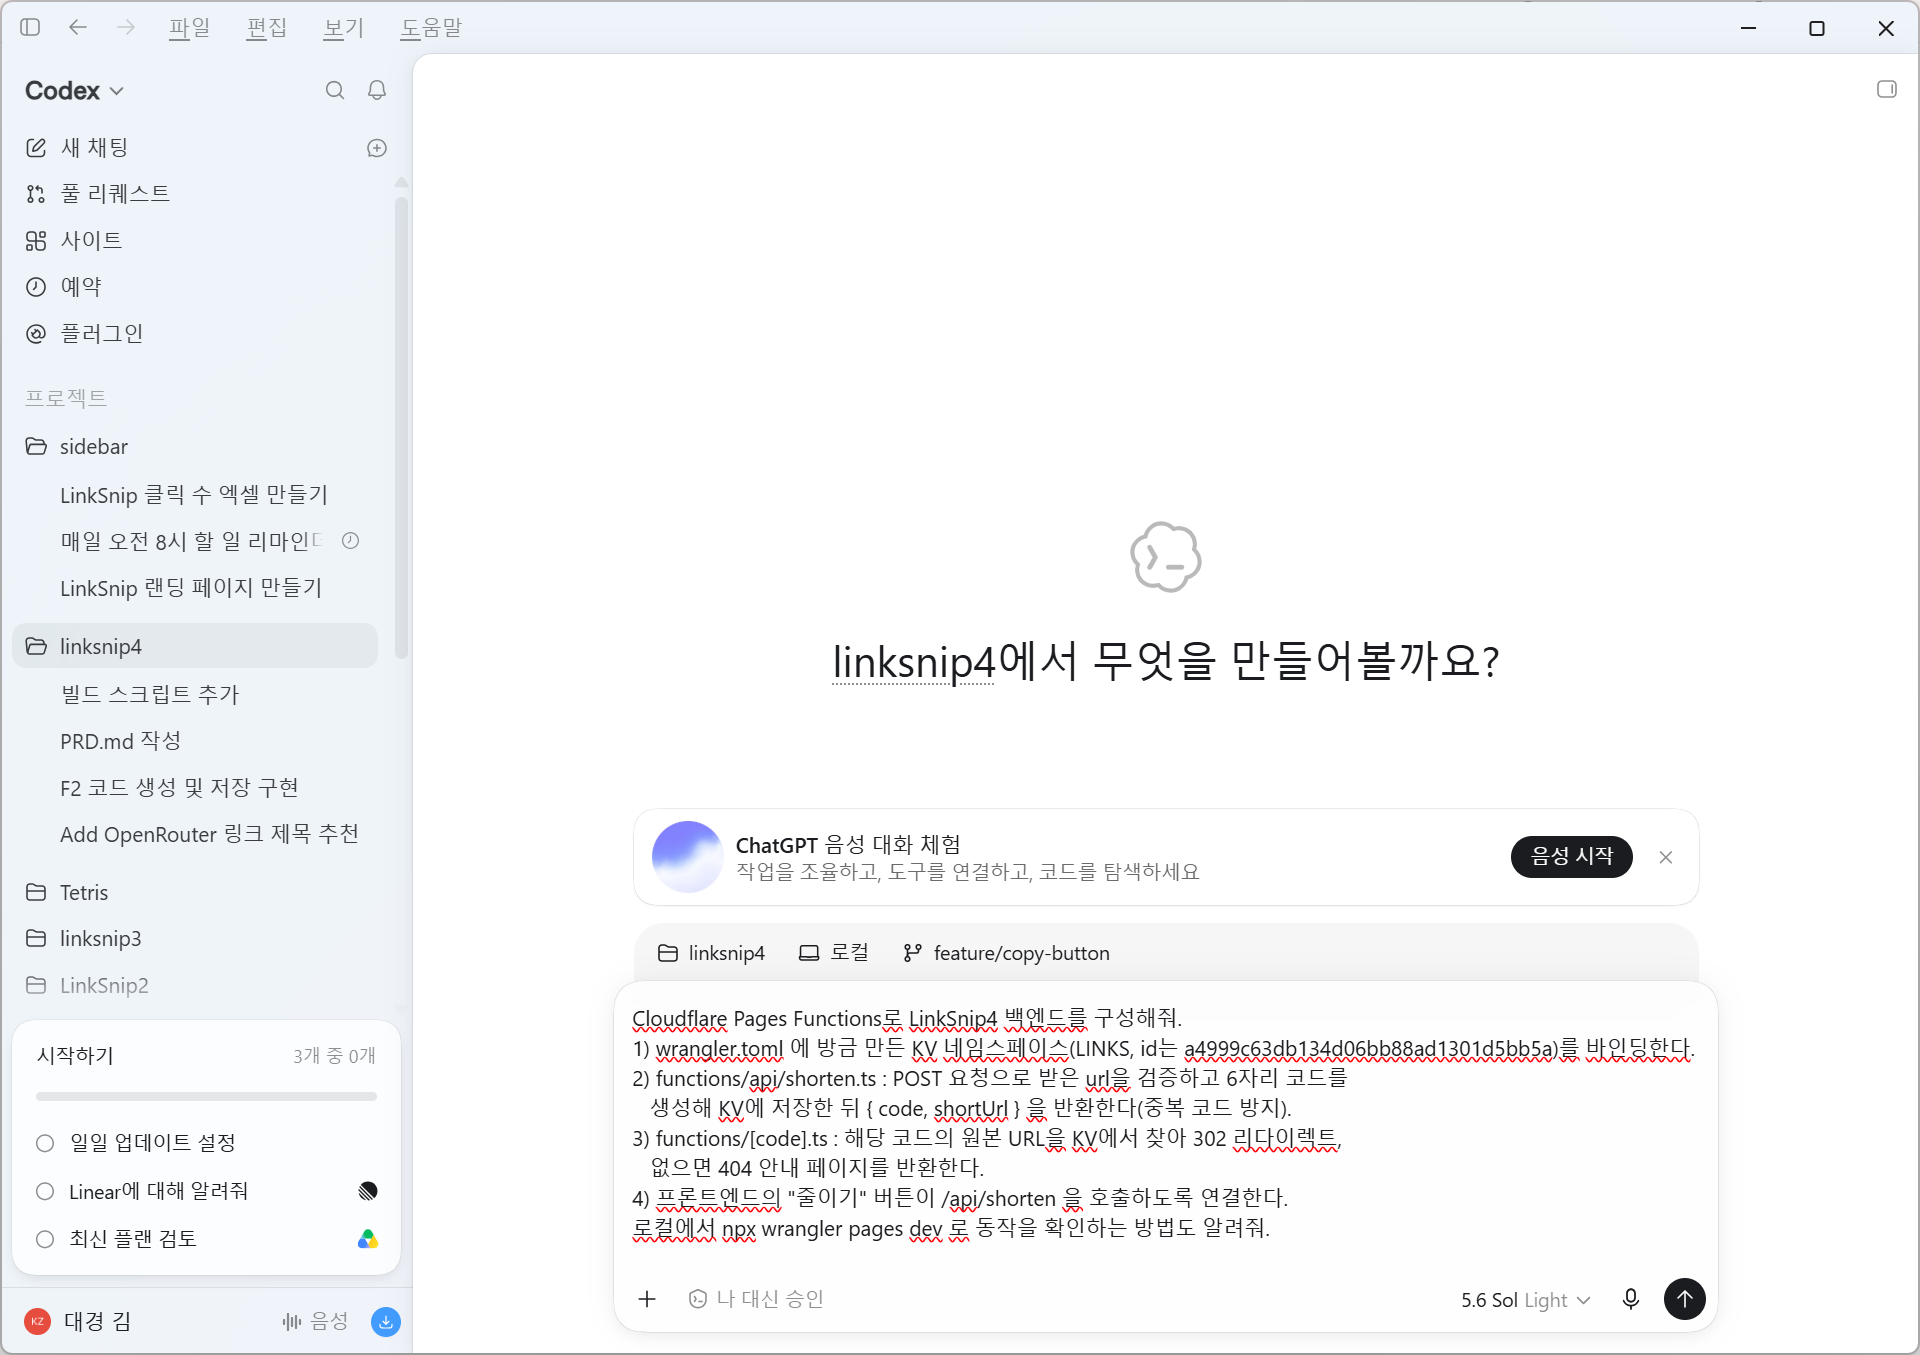 파일 편집 보기 도움말
Codex
새 채팅
풀 리퀘스트
사이트
예약
플러그인
프로젝트
sidebar
LinkSnip 클릭 수 엑셀 만들기
매일 오전 8시 할 일 리마인
LinkSnip 랜딩 페이지 만들기
linksnip4
빌드 스크립트 추가
PRD.md 작성
F2 코드 생성 및 저장 구현
Add OpenRouter 링크 제목 추천
Tetris
linksnip3
LinkSnip2
시작하기 3개 중 0개
일일 업데이트 설정
Linear에 대해 알려줘
최신 플랜 검토
KZ 대경 김 음성
linksnip4에서 무엇을 만들어볼까요?
ChatGPT 음성 대화 체험
작업을 조율하고, 도구를 연결하고, 코드를 탐색하세요
음성 시작
linksnip4 로컬 feature/copy-button
Cloudflare Pages Functions로 LinkSnip4 백엔드를 구성해줘.
1) wrangler.toml 에 방금 만든 KV 네임스페이스(LINKS, id는 a4999c63db134d06bb88ad1301d5bb5a)를 바인딩한다.
2) functions/api/shorten.ts : POST 요청으로 받은 url을 검증하고 6자리 코드를
생성해 KV에 저장한 뒤 { code, shortUrl } 을 반환한다(중복 코드 방지).
3) functions/[code].ts : 해당 코드의 원본 URL을 KV에서 찾아 302 리다이렉트,
없으면 404 안내 페이지를 반환한다.
4) 프론트엔드의 "줄이기" 버튼이 /api/shorten 을 호출하도록 연결한다.
로컬에서 npx wrangler pages dev 로 동작을 확인하는 방법도 알려줘.
나 대신 승인
5.6 Sol Light